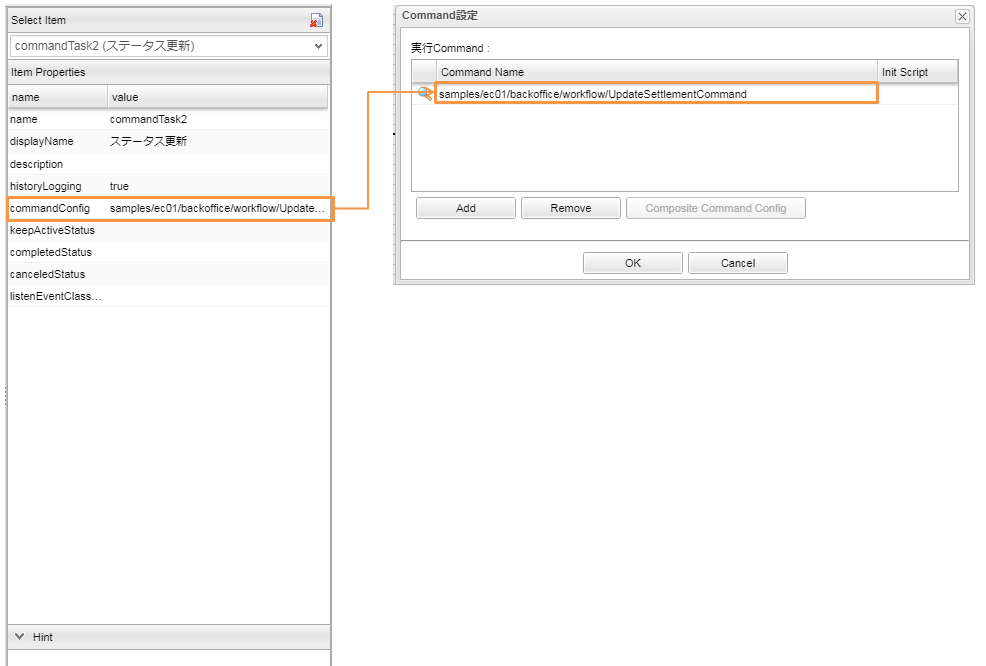 Select Item
commandTask2 (ステータス更新)
Item Properties
name value
name commandTask2
displayName ステータス更新
description
historyLogging true
commandConfig samples/ec01/backoffice/workflow/Update...
keepActiveStatus
completedStatus
canceledStatus
listenEventClass...
Hint
Command設定
実行Command :
Command Name Init Script
samples/ec01/backoffice/workflow/UpdateSettlementCommand
Add Remove Composite Command Config
OK Cancel